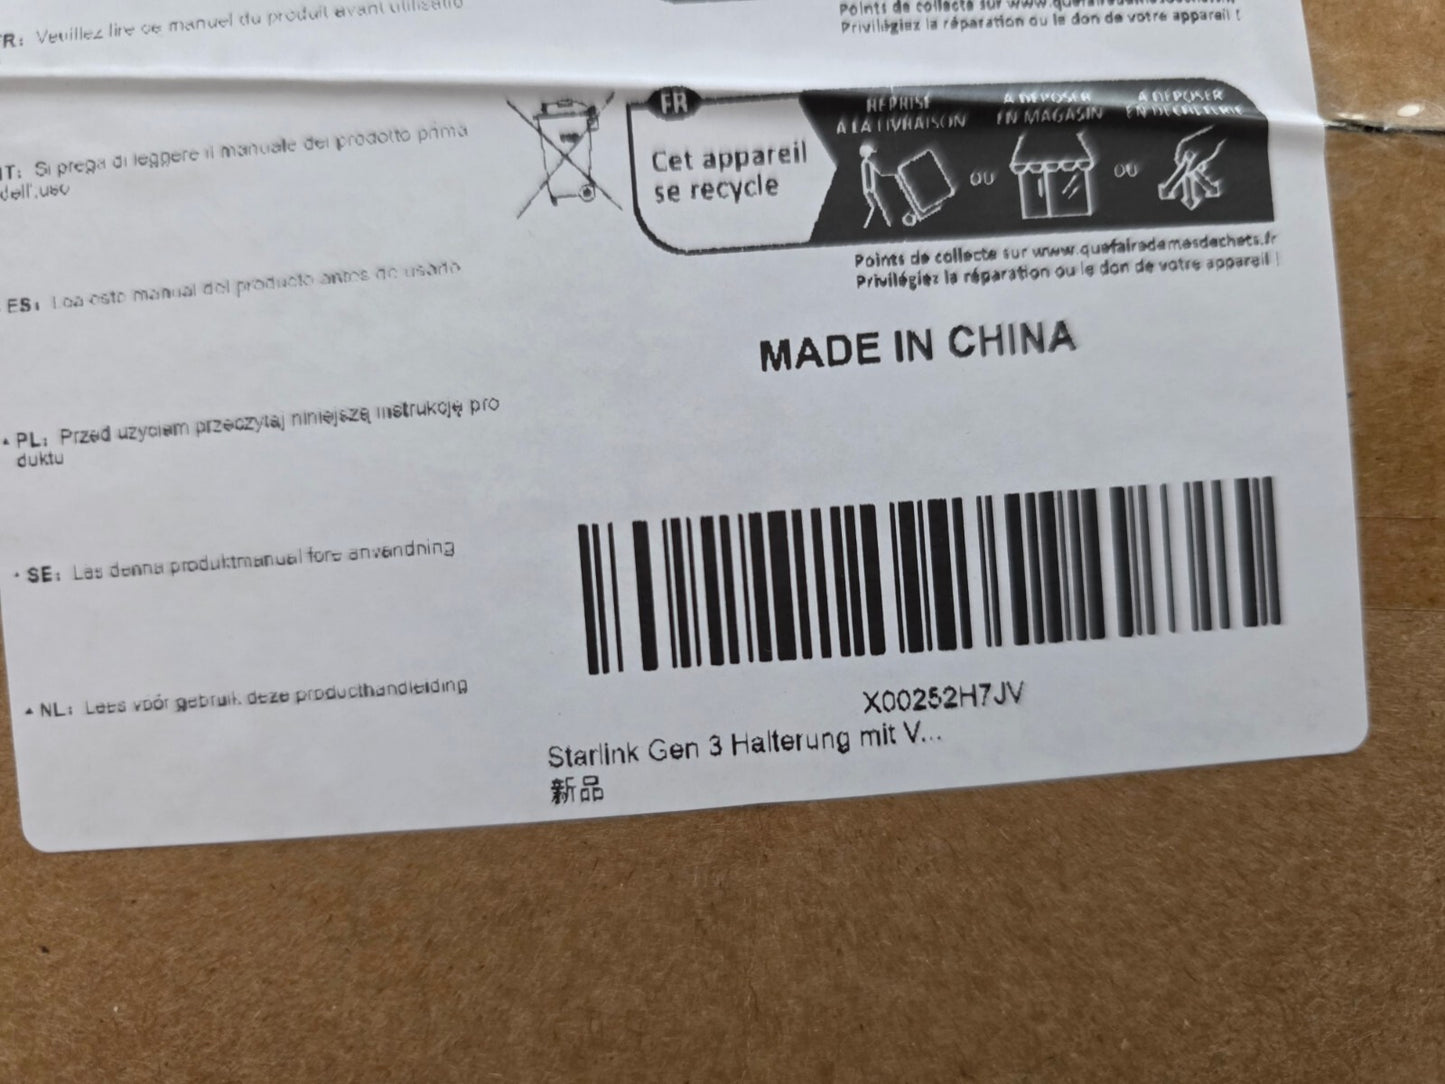 FR: Veuillez lire ce manuel du produit avant utilisatio
Points de collecte sur www.quefairedemesdechets.fr
Privilégiez la réparation ou le don de votre appareil !
IT: Si prega di leggere il manuale del prodotto prima
dell'.uso
FR
Cet appareil
se recycle
REPRISE
À LA LIVRAISON
OU
À DÉPOSER
EN MAGASIN
OU
À DÉPOSER
EN DÉCHÈTERIE
Points de collecte sur www.quefairedemesdechets.fr
Privilégiez la réparation ou le don de votre appareil !
ES: Lea este manual del producto antes de usarlo
MADE IN CHINA
PL: Przed użyciem przeczytaj niniejszą instrukcję pro
duktu
SE: Läs denna produktmanual före användning
NL: Lees vóór gebruik deze producthandleiding
X00252H7JV
Starlink Gen 3 Halterung mit V...
新品